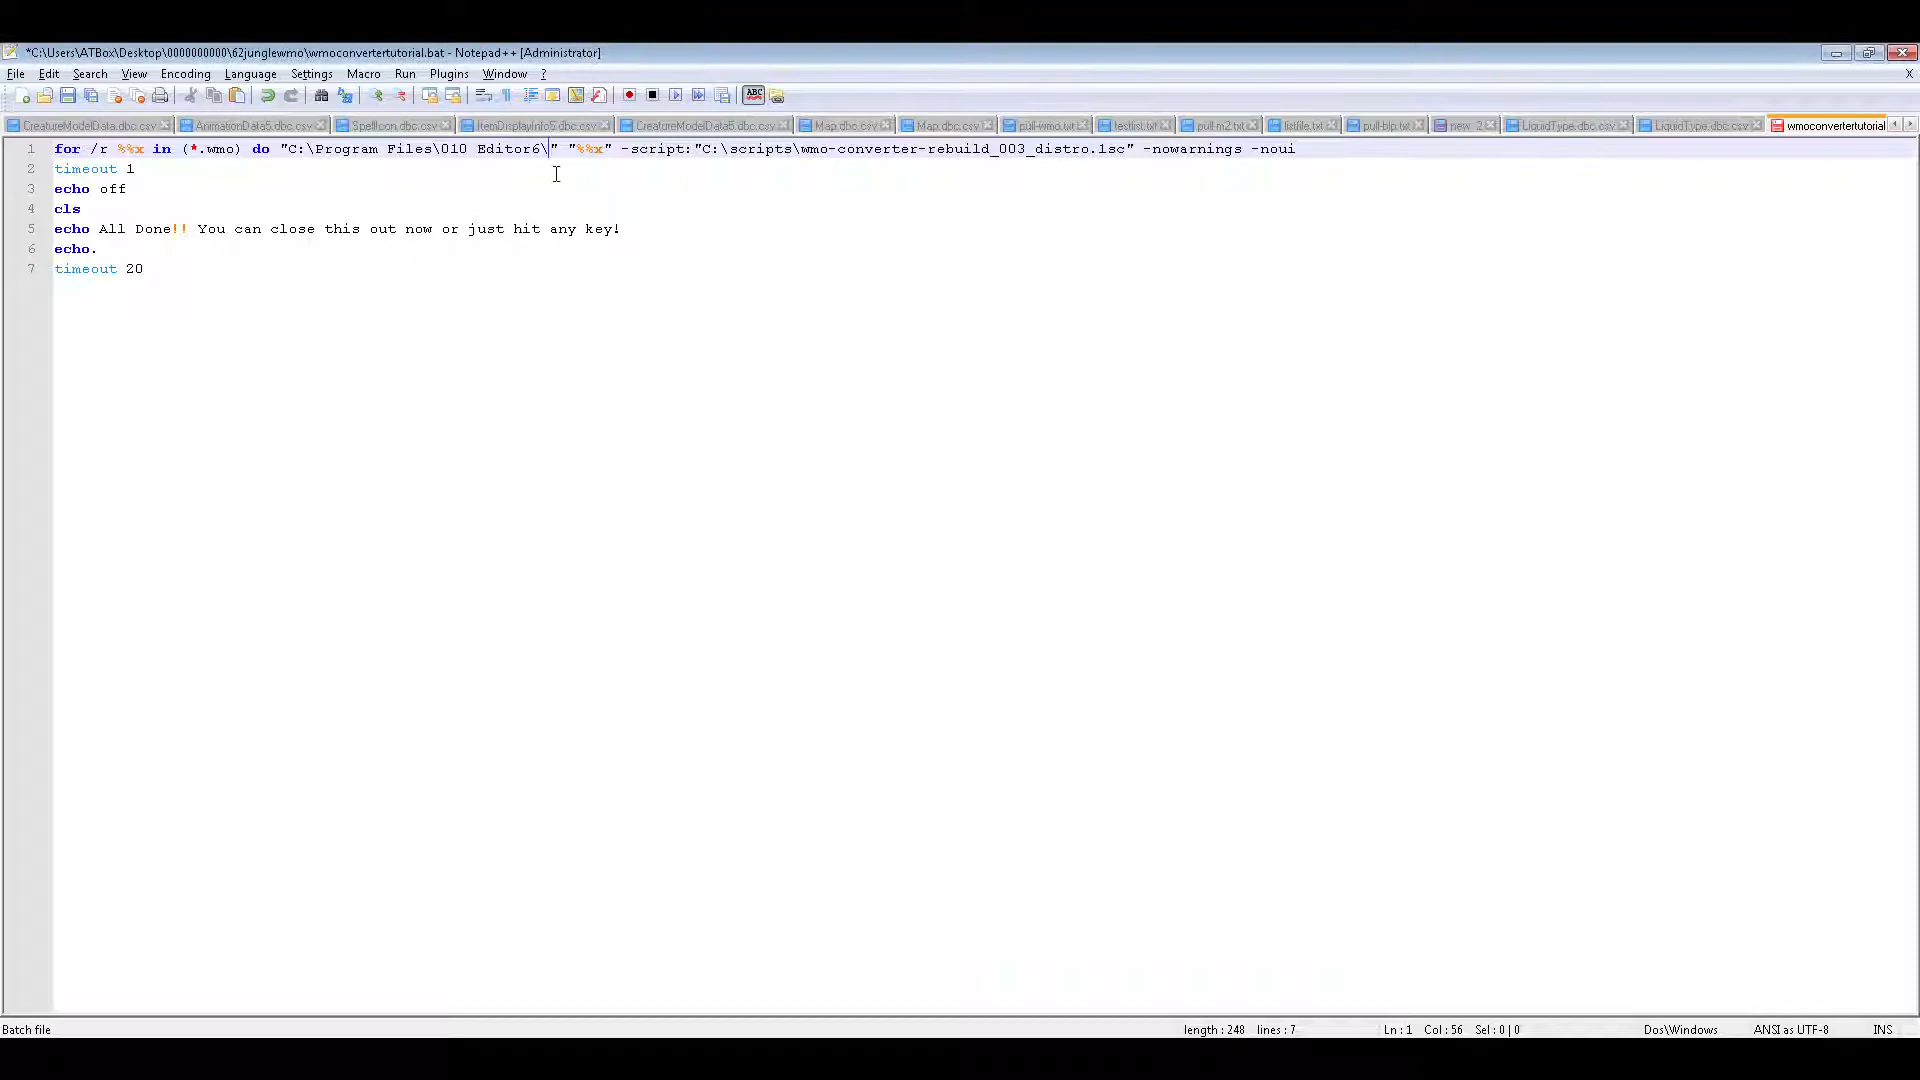 *C:\Users\ATBox\Desktop\0000000000\62junglewmo\wmoconvertertutorial.bat - Notepad++ [Administrator]
File Edit Search View Encoding Language Settings Macro Run Plugins Window ? X
CreatureModelData.dbc.csv AnimationData5.dbc.csv SpellIcon.dbc.csv ItemDisplayInfo5.dbc.csv CreatureModelData5.dbc.csv Map.dbc.csv Map.dbc.csv pull-wmo.txt testlist.txt pull-m2.txt listfile.txt pull-blp.txt new 2 LiquidType.dbc.csv LiquidType.dbc.csv wmoconvertertutorial
1 for /r %%x in (*.wmo) do "C:\Program Files\010 Editor6\" "%%x" -script:"C:\scripts\wmo-converter-rebuild_003_distro.1sc" -nowarnings -noui
2 timeout 1
3 echo off
4 cls
5 echo All Done!! You can close this out now or just hit any key!
6 echo.
7 timeout 20
Batch file length : 248 lines : 7 Ln : 1 Col : 56 Sel : 0 | 0 Dos\Windows ANSI as UTF-8 INS